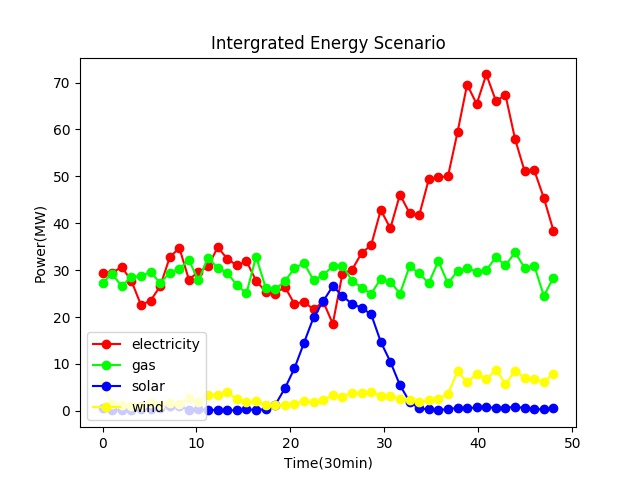 Intergrated Energy Scenario
Power(MW)
70
60
50
40
30
20
10
0
electricity
gas
solar
wind
0 10 20 30 40 50
Time(30min)